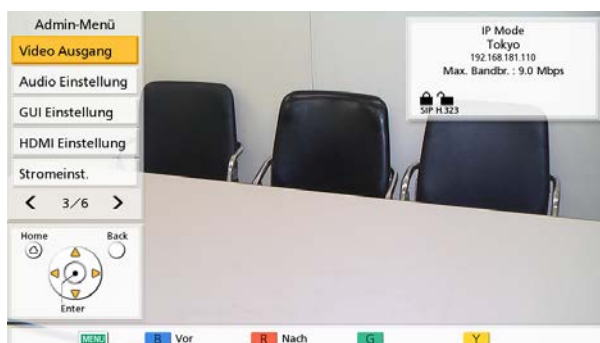 Admin-Menü
Video Ausgang
Audio Einstellung
GUI Einstellung
HDMI Einstellung
Stromeinst.
3/6
Home
Back
Enter
IP Mode
Tokyo
192.168.181.110
Max. Bandbr. : 9.0 Mbps
SIP H.323
MENU B Vor R Nach G Y